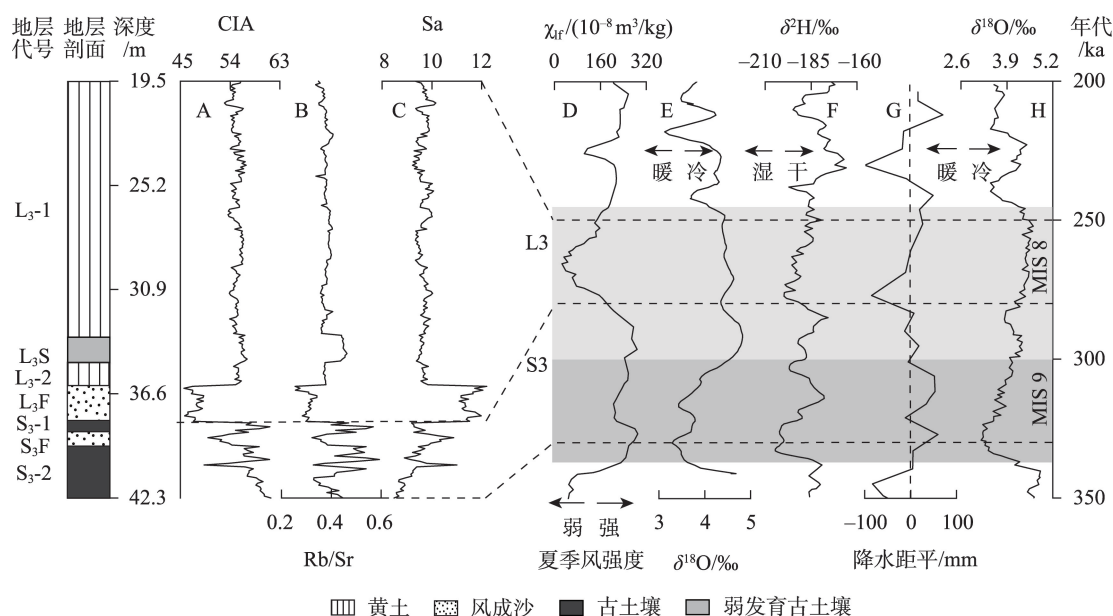 地层 地层 深度 CIA Sa χlf/(10⁻⁸ m³/kg) δ²H/‰ δ¹⁸O/‰ 年代
代号 剖面 /m 45 54 63 8 10 12 0 160 320 −210 −185 −160 2.6 3.9 5.2 /ka
19.5 200
A B C D E F G H
暖 冷 湿 干 暖 冷
25.2
L₃-1
L3 250
MIS 8
30.9
L₃S S3 300
L₃-2
36.6
L₃F MIS 9
S₃-1
S₃F
S₃-2
42.3 350
弱 强
0.2 0.4 0.6 3 4 5 −100 0 100
Rb/Sr 夏季风强度 δ¹⁸O/‰ 降水距平/mm
黄土 风成沙 古土壤 弱发育古土壤